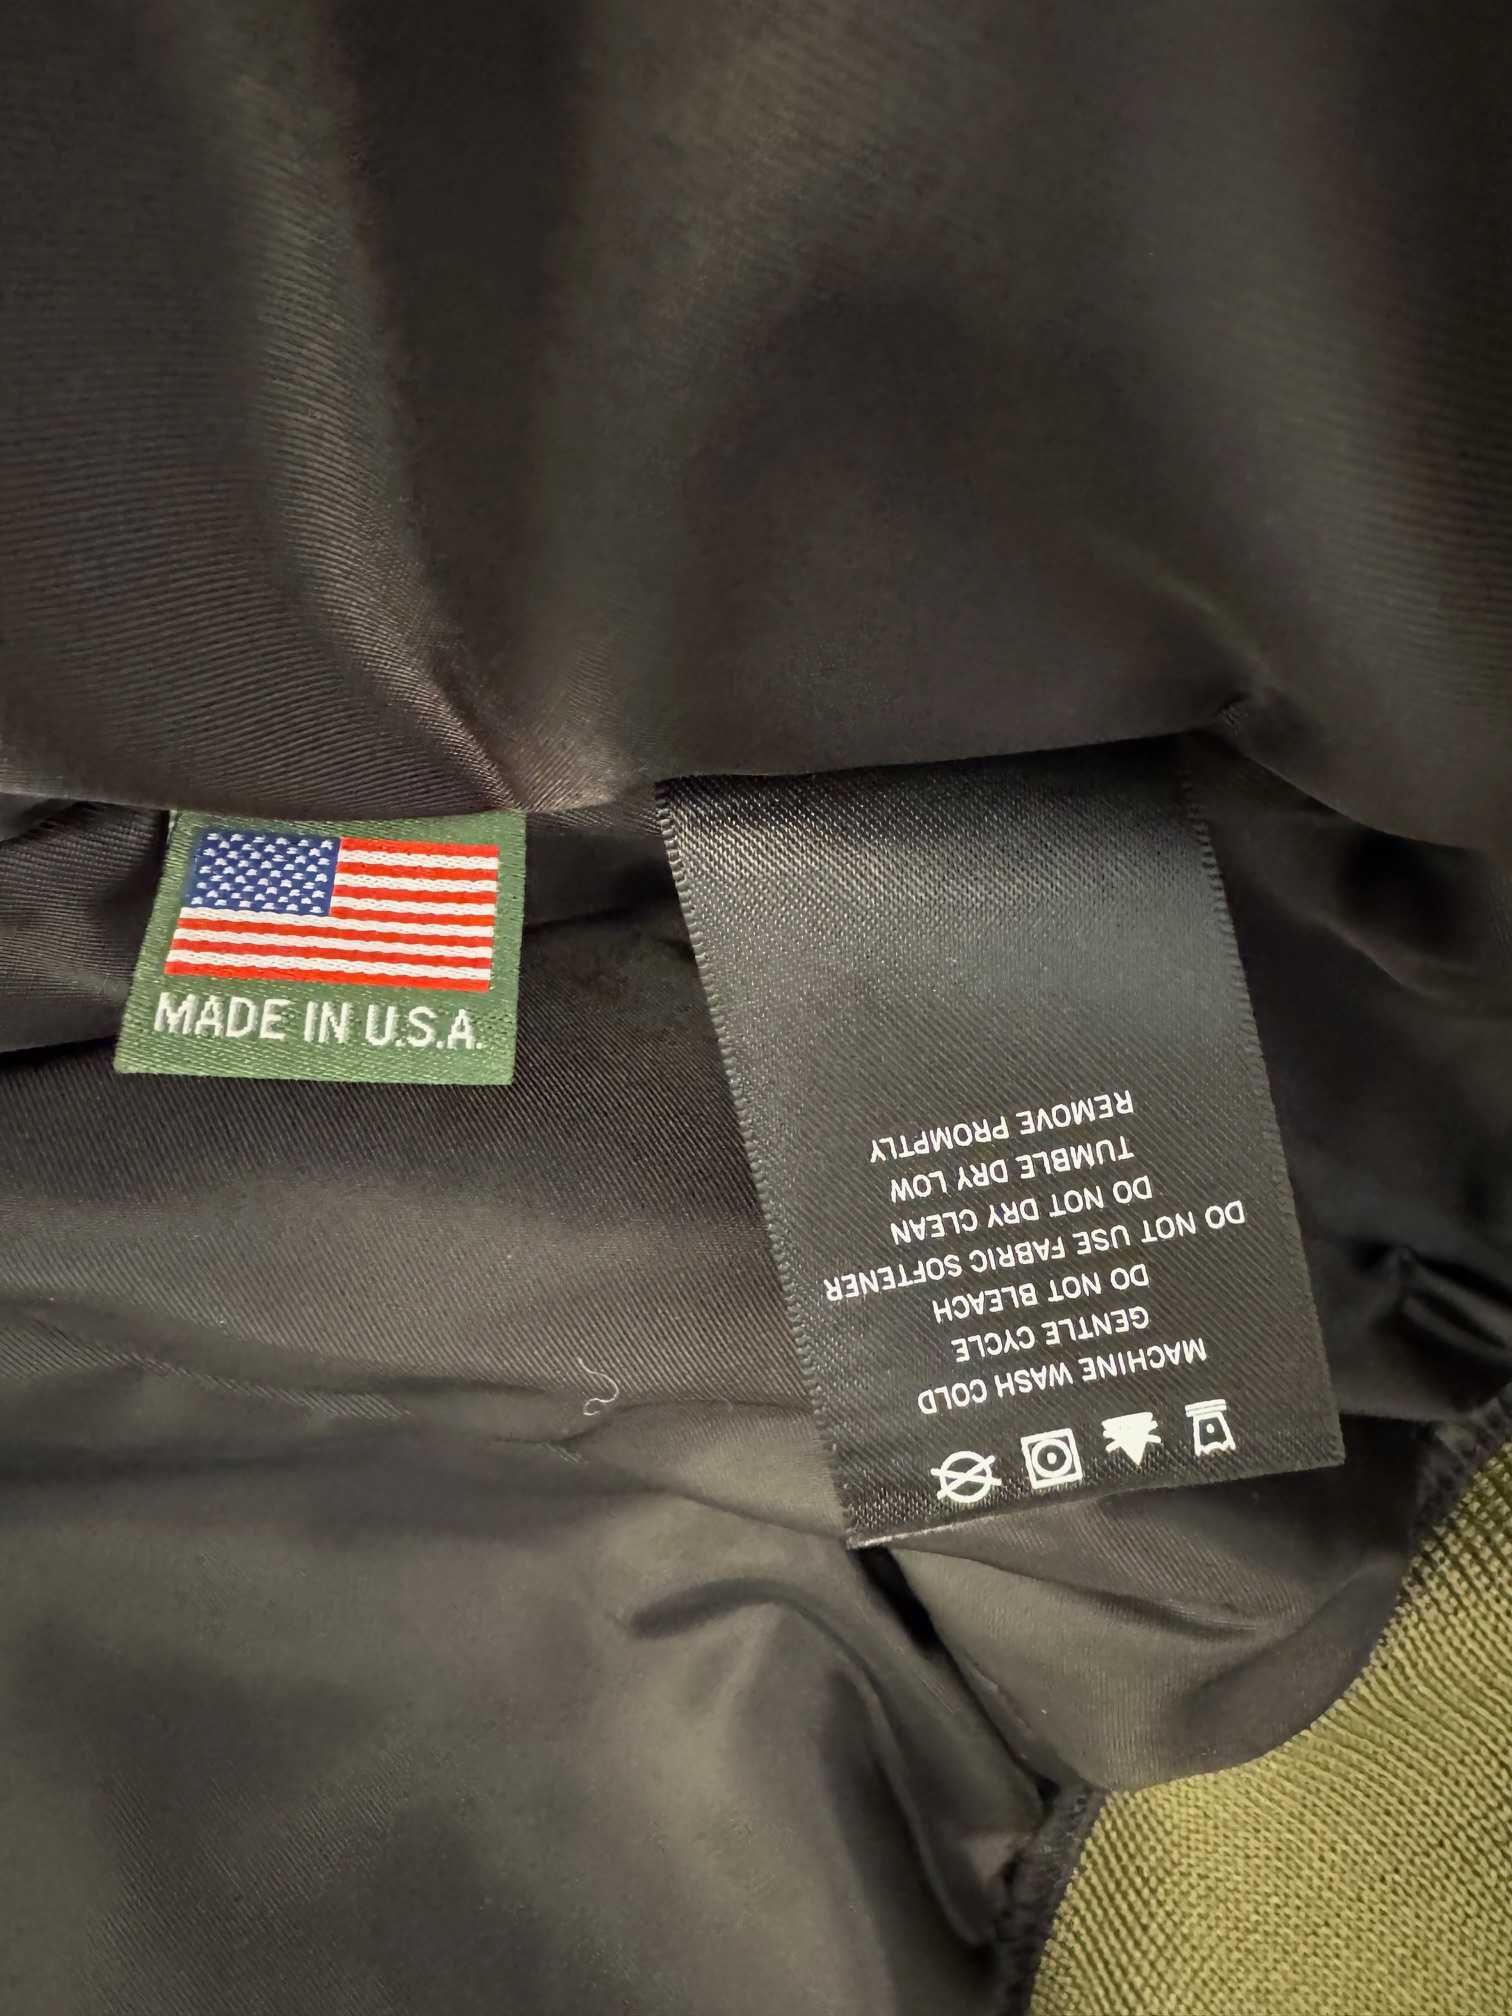 MADE IN U.S.A.
MACHINE WASH COLD
GENTLE CYCLE
DO NOT BLEACH
DO NOT USE FABRIC SOFTENER
DO NOT DRY CLEAN
TUMBLE DRY LOW
REMOVE PROMPTLY